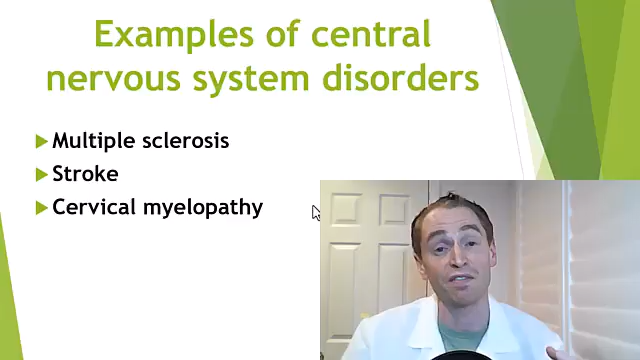 Examples of central
nervous system disorders
Multiple sclerosis
Stroke
Cervical myelopathy